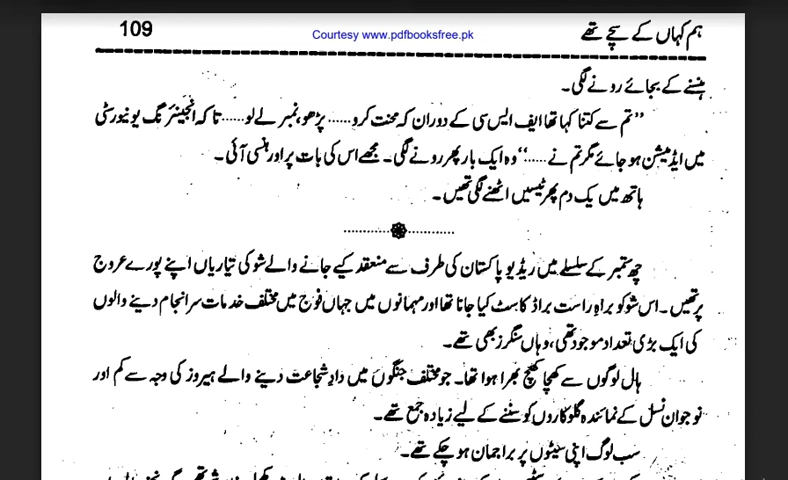 ہم کہاں کے سچے تھے
Courtesy www.pdfbooksfree.pk
109
ہنسنے کے بجائے رونے لگی۔
”تم سے کتنا کہا تھا ایف ایس سی کے دوران کہ محنت کرو...... پڑھو، نمبر لے لو...... تاکہ انجینئرنگ یونیورسٹی
میں ایڈمیشن ہو جائے مگر تم نے......“ وہ ایک بار پھر رونے لگی۔ مجھے اس کی بات پر اور ہنسی آئی۔
ہاتھ میں یک دم پھر ٹیسیں اٹھنے لگی تھیں۔
چھ ستمبر کے سلسلے میں ریڈیو پاکستان کی طرف سے منعقد کیے جانے والے شو کی تیاریاں اپنے پورے عروج
پر تھیں۔ اس شو کو براہِ راست براڈ کاسٹ کیا جانا تھا اور مہمانوں میں جہاں فوج میں مختلف خدمات سرانجام دینے والوں
کی ایک بڑی تعداد موجود تھی، وہاں سنگرز بھی تھے۔
ہال لوگوں سے کھچا کھچ بھرا ہوا تھا۔ جو مختلف جنگوں میں دادِ شجاعت دینے والے ہیروز کی وجہ سے کم اور
نوجوان نسل کے نمائندہ گلوکاروں کو سننے کے لیے زیادہ جمع تھے۔
سب لوگ اپنی سیٹوں پر براجمان ہو چکے تھے۔